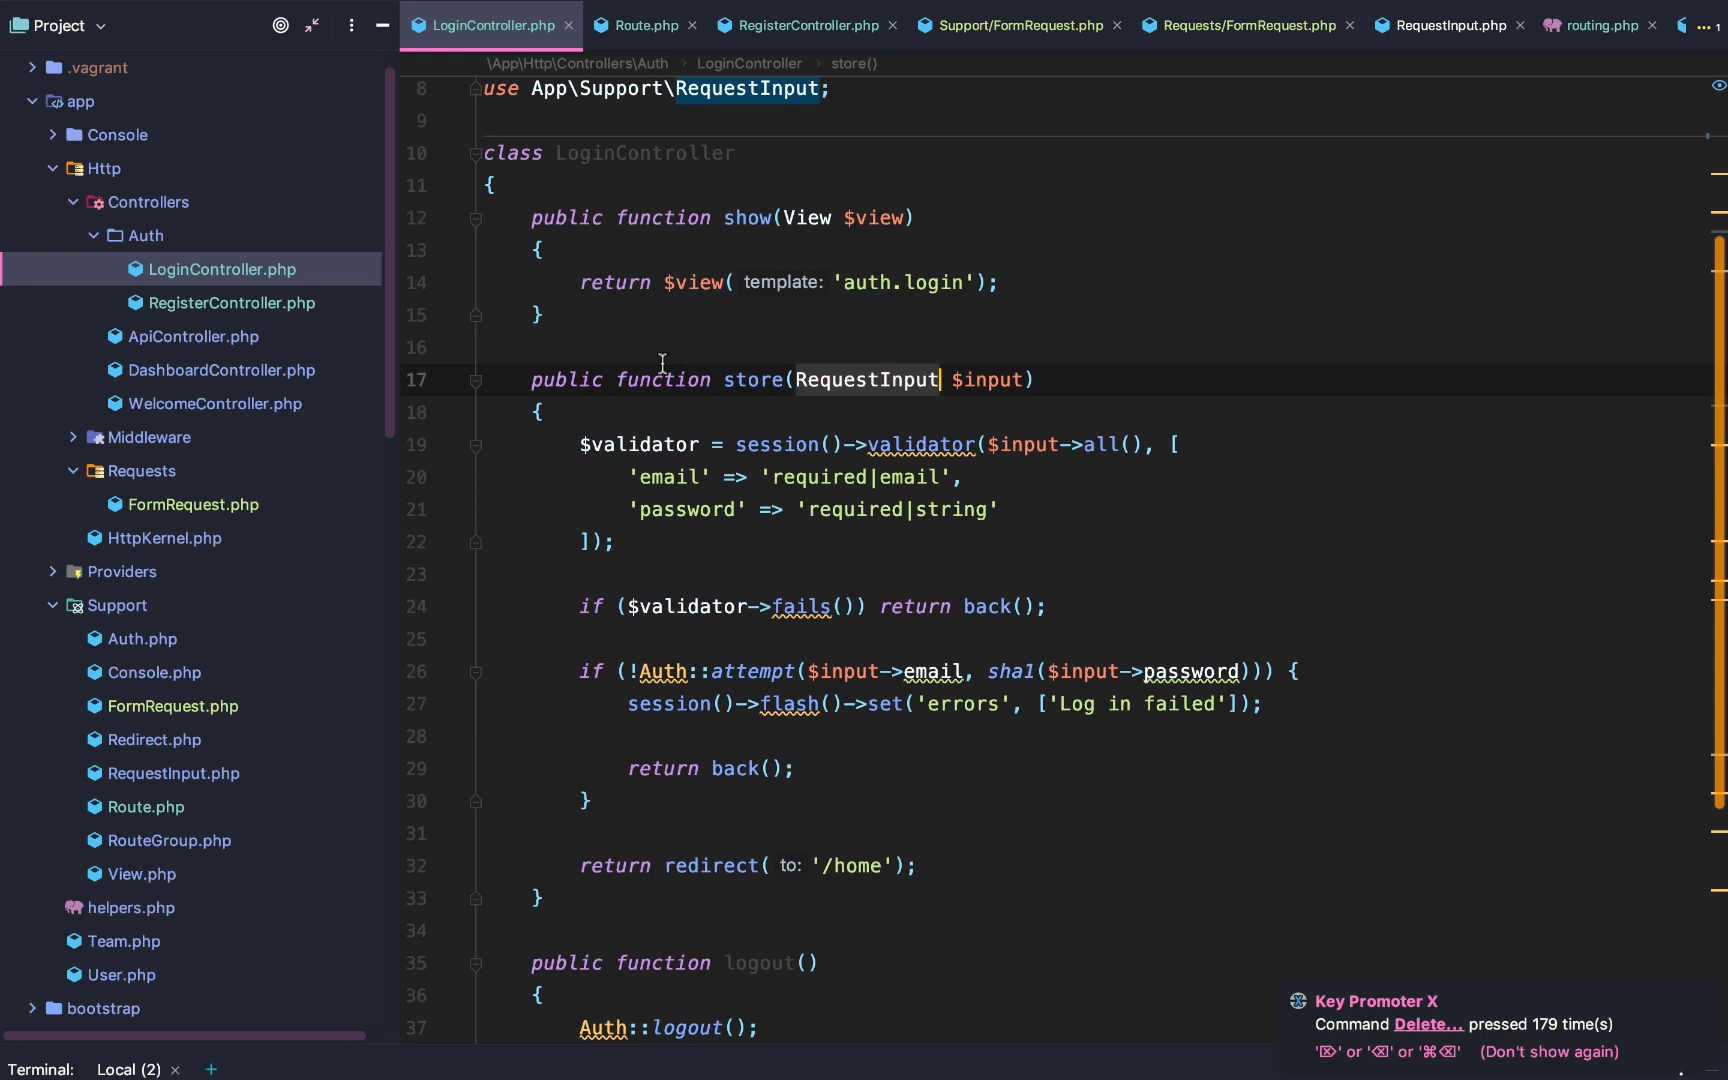 Project
LoginController.php
Route.php
RegisterController.php
Support/FormRequest.php
Requests/FormRequest.php
RequestInput.php
routing.php
1
\App\Http\Controllers\Auth
LoginController
store()
.vagrant
app
Console
Http
Controllers
Auth
LoginController.php
RegisterController.php
ApiController.php
DashboardController.php
WelcomeController.php
Middleware
Requests
FormRequest.php
HttpKernel.php
Providers
Support
Auth.php
Console.php
FormRequest.php
Redirect.php
RequestInput.php
Route.php
RouteGroup.php
View.php
helpers.php
Team.php
User.php
bootstrap
8 use App\Support\RequestInput;
9
10 class LoginController
11 {
12 public function show(View $view)
13 {
14 return $view( template: 'auth.login');
15 }
16
17 public function store(RequestInput $input)
18 {
19 $validator = session()->validator($input->all(), [
20 'email' => 'required|email',
21 'password' => 'required|string'
22 ]);
23
24 if ($validator->fails()) return back();
25
26 if (!Auth::attempt($input->email, sha1($input->password))) {
27 session()->flash()->set('errors', ['Log in failed']);
28
29 return back();
30 }
31
32 return redirect( to: '/home');
33 }
34
35 public function logout()
36 {
37 Auth::logout();
Key Promoter X
Command Delete... pressed 179 time(s)
'⌦' or '⌫' or '⌘⌫' (Don't show again)
Terminal: Local (2) × +